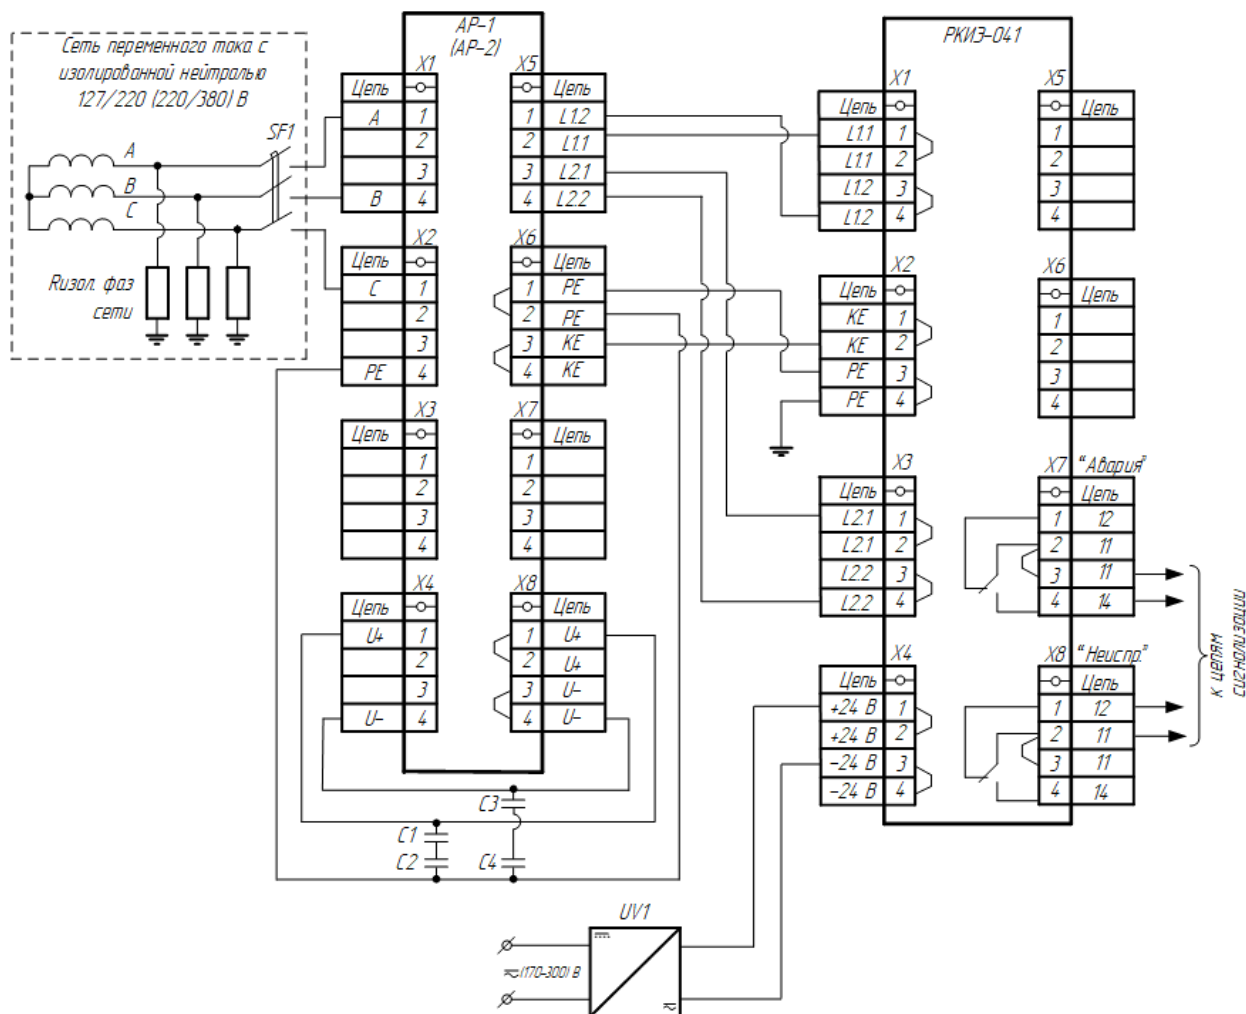 Сеть переменного тока с
изолированной нейтралью
127/220 (220/380) В
SF1
A
B
C
Rизол. фаз
сети
АР-1
(АР-2)
X1
Цепь
A 1
2
3
B 4
X2
Цепь
C 1
2
3
PE 4
X3
Цепь
1
2
3
4
X4
Цепь
U+ 1
2
3
U- 4
X5
Цепь
1 L1.2
2 L1.1
3 L2.1
4 L2.2
X6
Цепь
1 PE
2 PE
3 KE
4 KE
X7
Цепь
1
2
3
4
X8
Цепь
1 U+
2 U+
3 U-
4 U-
C3
C1
C2
C4
UV1
(170-300) В
РКИЭ-041
X1
Цепь
L1.1 1
L1.1 2
L1.2 3
L1.2 4
X2
Цепь
KE 1
KE 2
PE 3
PE 4
X3
Цепь
L2.1 1
L2.1 2
L2.2 3
L2.2 4
X4
Цепь
+24 В 1
+24 В 2
-24 В 3
-24 В 4
X5
Цепь
1
2
3
4
X6
Цепь
1
2
3
4
X7 "Авария"
Цепь
1 12
2 11
3 11
4 14
X8 "Неиспр."
Цепь
1 12
2 11
3 11
4 14
К цепям
сигнализации